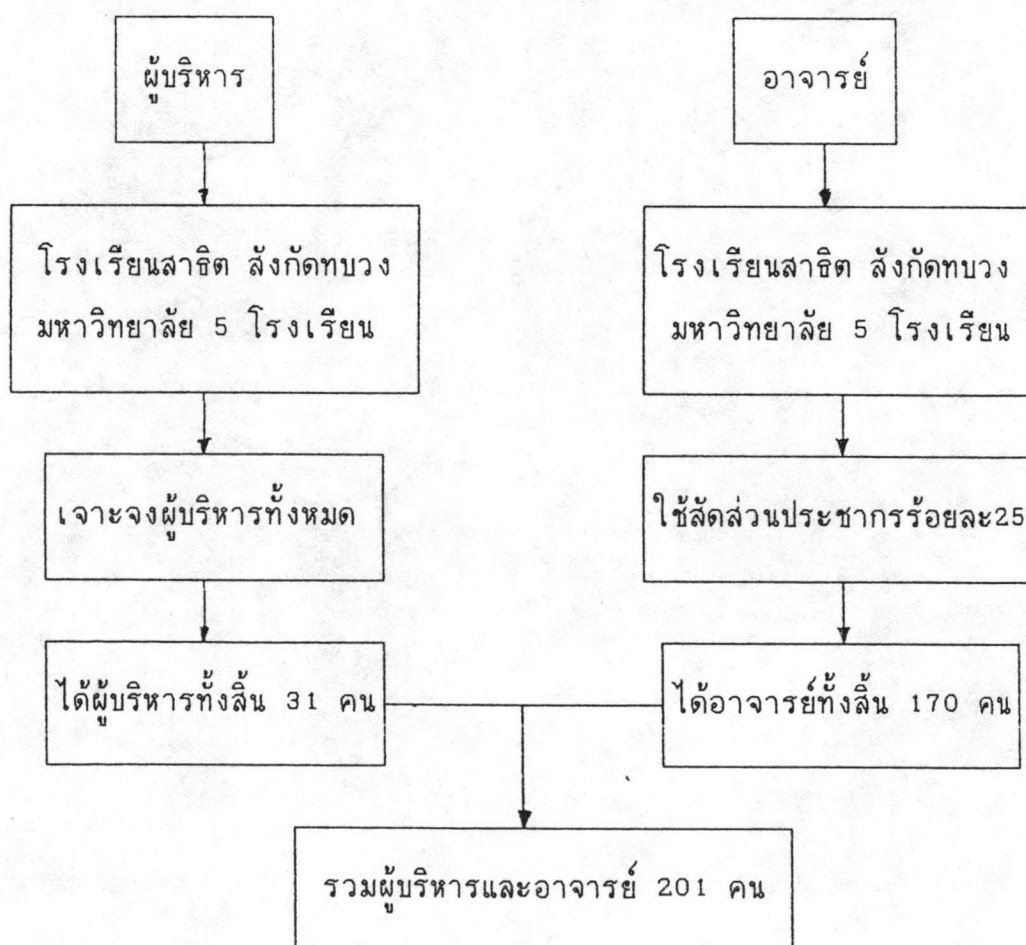 ผู้บริหาร
อาจารย์
โรงเรียนสาธิต สังกัดทบวง
มหาวิทยาลัย 5 โรงเรียน
โรงเรียนสาธิต สังกัดทบวง
มหาวิทยาลัย 5 โรงเรียน
เจาะจงผู้บริหารทั้งหมด
ใช้สัดส่วนประชากรร้อยละ25
ได้ผู้บริหารทั้งสิ้น 31 คน
ได้อาจารย์ทั้งสิ้น 170 คน
รวมผู้บริหารและอาจารย์ 201 คน